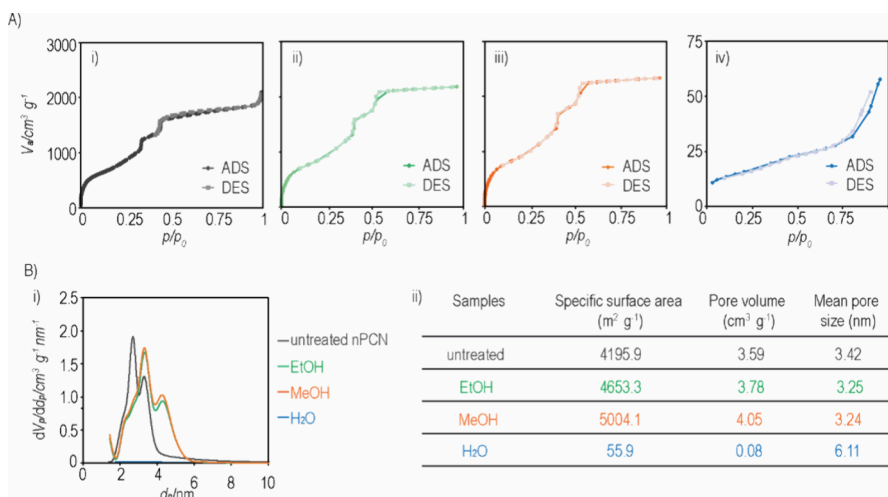 A)
i)
ii)
iii)
iv)
3000
2000
1000
0
75
50
25
0
Va/cm³ g⁻¹
ADS
DES
ADS
DES
ADS
DES
ADS
DES
0 0.25 0.5 0.75 1
0 0.25 0.5 0.75 1
0 0.25 0.5 0.75 1
0 0.25 0.5 0.75
p/p₀
p/p₀
p/p₀
p/p₀
B)
i)
2.5
2.0
1.5
1.0
0.5
0
dVp/ddp/cm³ g⁻¹ nm⁻¹
0 2 4 6 8 10
dp/nm
untreated nPCN
EtOH
MeOH
H₂O
ii)
Samples Specific surface area (m² g⁻¹) Pore volume (cm³ g⁻¹) Mean pore size (nm)
untreated 4195.9 3.59 3.42
EtOH 4653.3 3.78 3.25
MeOH 5004.1 4.05 3.24
H₂O 55.9 0.08 6.11